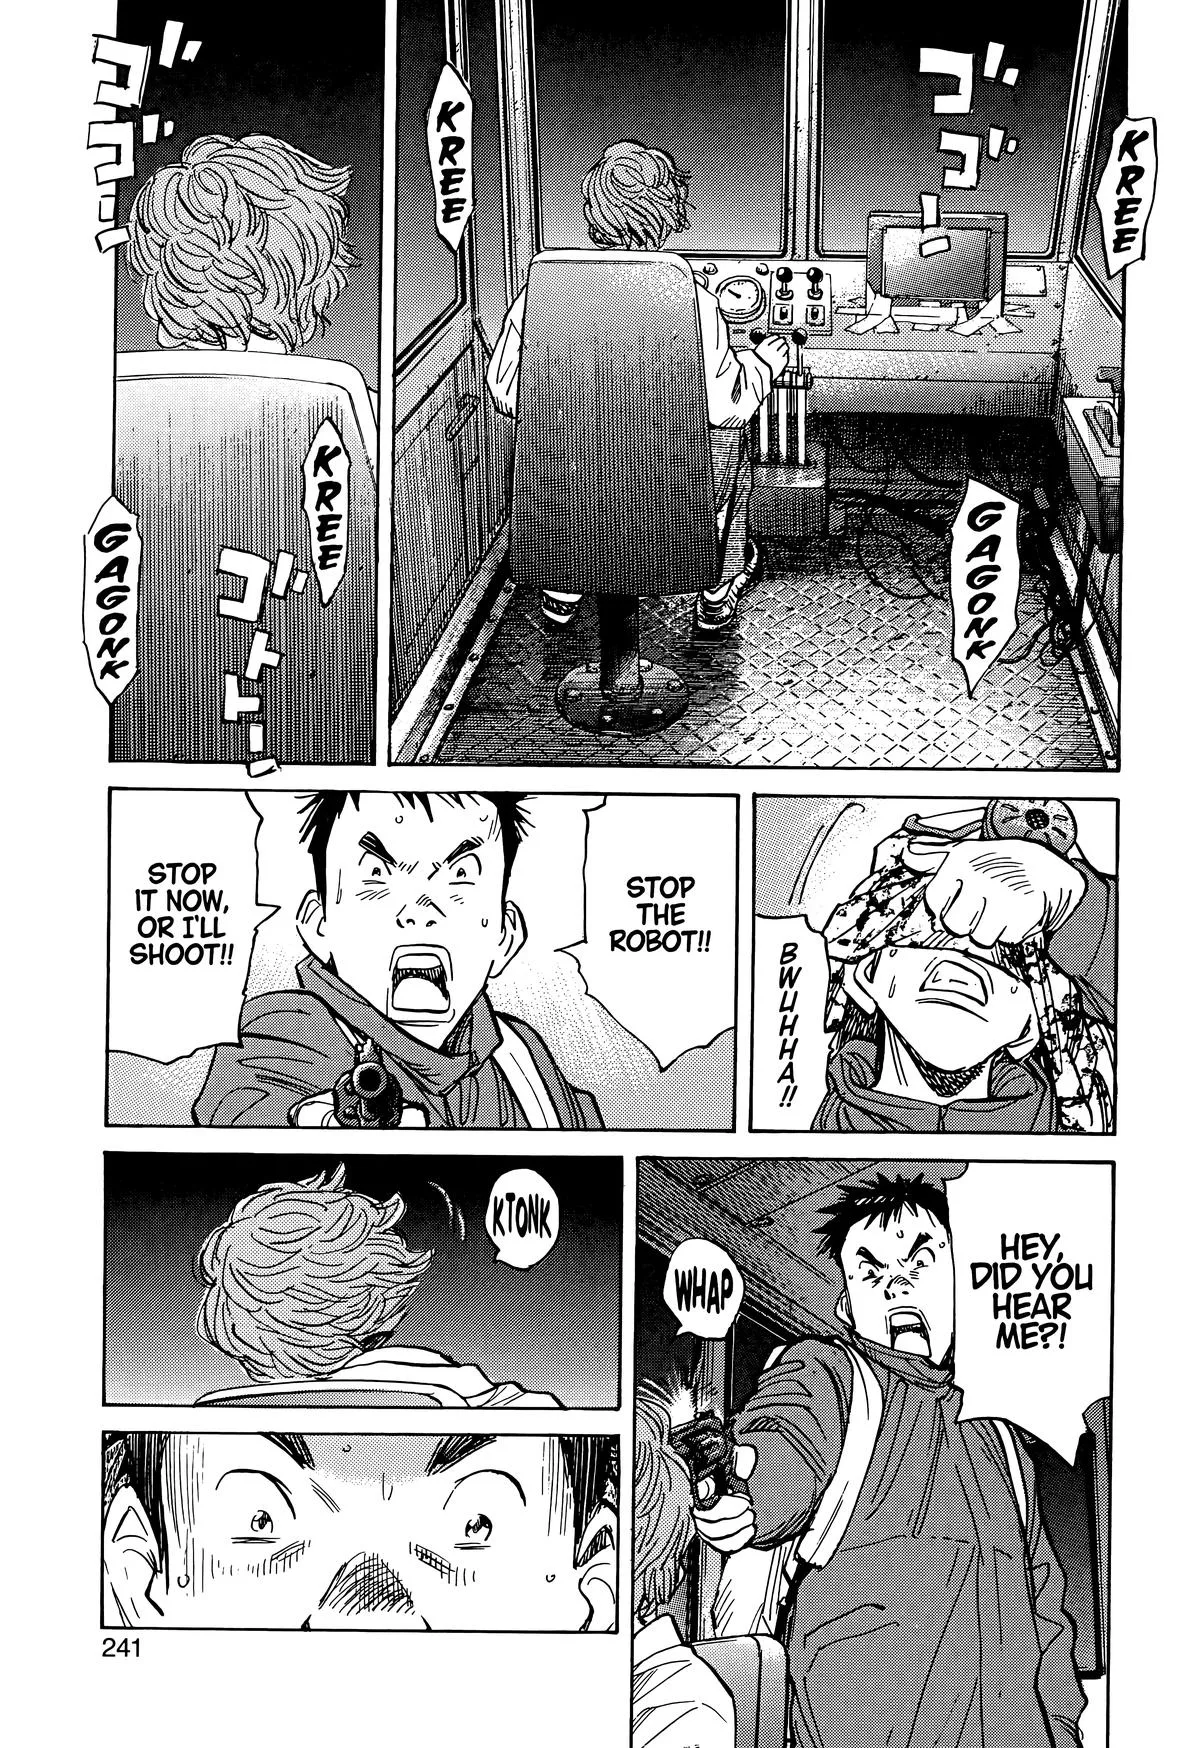 KREE
ゴ
ゴ
GAGONK
KREE
ゴゴ
KREE
ゴトトー
GAGONK
BWUHHA!!
STOP
THE
ROBOT!!
STOP
IT NOW,
OR I'LL
SHOOT!!
HEY,
DID YOU
HEAR
ME?!
WHAP
KTONK
241